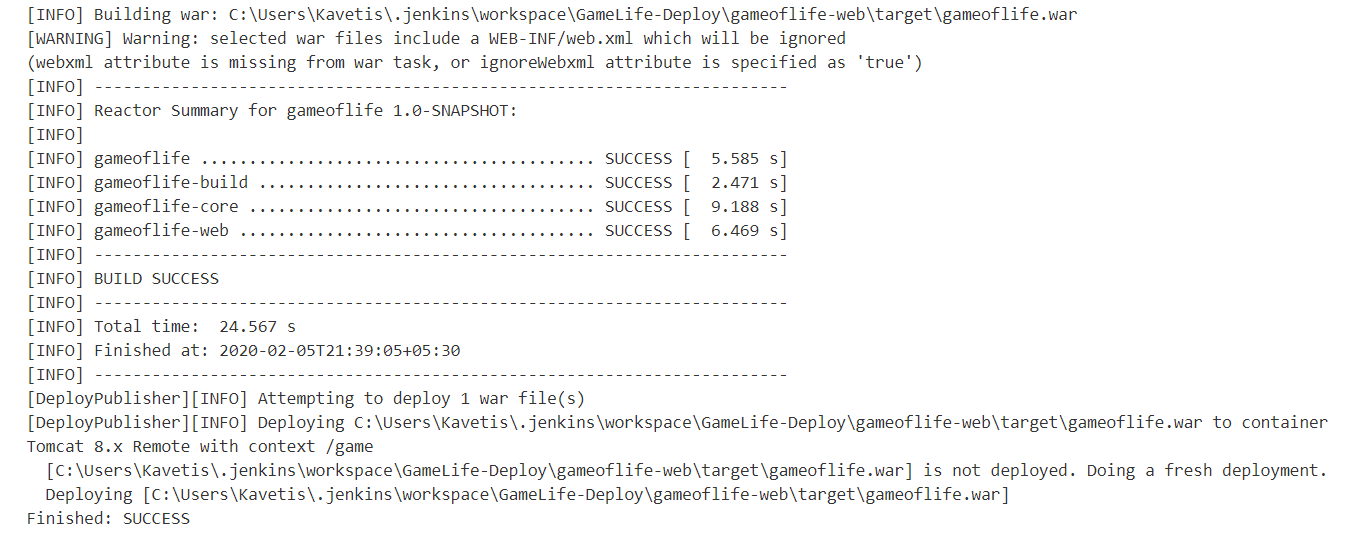 [INFO] Building war: C:\Users\Kavetis\.jenkins\workspace\GameLife-Deploy\gameoflife-web\target\gameoflife.war
[WARNING] Warning: selected war files include a WEB-INF/web.xml which will be ignored
(webxml attribute is missing from war task, or ignoreWebxml attribute is specified as 'true')
[INFO] ------------------------------------------------------------------------
[INFO] Reactor Summary for gameoflife 1.0-SNAPSHOT:
[INFO]
[INFO] gameoflife ......................................... SUCCESS [  5.585 s]
[INFO] gameoflife-build ................................... SUCCESS [  2.471 s]
[INFO] gameoflife-core .................................... SUCCESS [  9.188 s]
[INFO] gameoflife-web ..................................... SUCCESS [  6.469 s]
[INFO] ------------------------------------------------------------------------
[INFO] BUILD SUCCESS
[INFO] ------------------------------------------------------------------------
[INFO] Total time:  24.567 s
[INFO] Finished at: 2020-02-05T21:39:05+05:30
[INFO] ------------------------------------------------------------------------
[DeployPublisher][INFO] Attempting to deploy 1 war file(s)
[DeployPublisher][INFO] Deploying C:\Users\Kavetis\.jenkins\workspace\GameLife-Deploy\gameoflife-web\target\gameoflife.war to container
Tomcat 8.x Remote with context /game
  [C:\Users\Kavetis\.jenkins\workspace\GameLife-Deploy\gameoflife-web\target\gameoflife.war] is not deployed. Doing a fresh deployment.
  Deploying [C:\Users\Kavetis\.jenkins\workspace\GameLife-Deploy\gameoflife-web\target\gameoflife.war]
Finished: SUCCESS